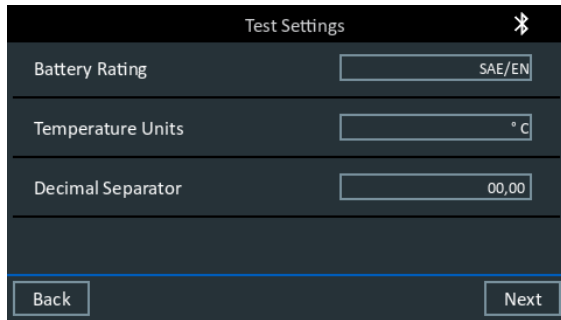 Test Settings
Battery Rating SAE/EN
Temperature Units ° C
Decimal Separator 00,00
Back Next